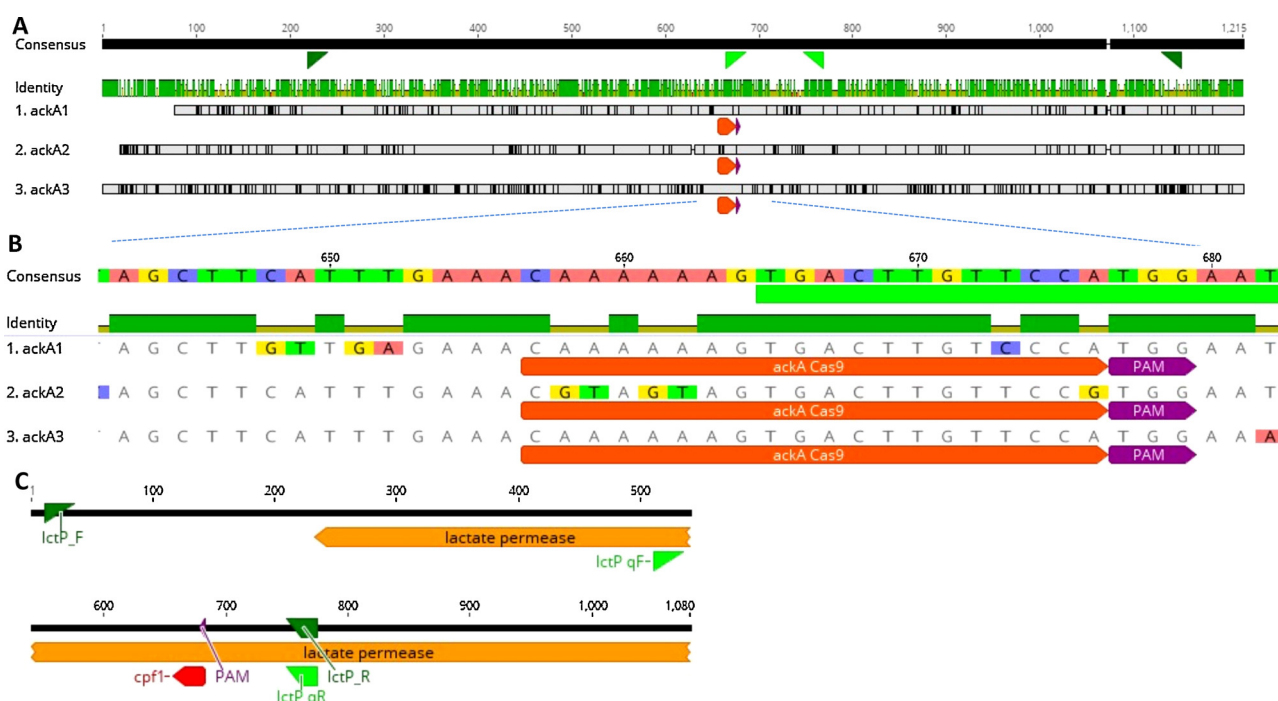 A
1 100 200 300 400 500 600 700 800 900 1,000 1,100 1,215
Consensus
Identity
1. ackA1
2. ackA2
3. ackA3
B
650 660 670 680
Consensus A G C T T C A T T T G A A A C A A A A A A G T G A C T T G T T C C A T G G A A T
Identity
1. ackA1 A G C T T G T T G A G A A A C A A A A A A G T G A C T T G T C C C A T G G A A T
ackA Cas9 PAM
2. ackA2 A G C T T C A T T T G A A A C G T A G T A G T G A C T T G T T C C G T G G A A T
ackA Cas9 PAM
3. ackA3 A G C T T C A T T T G A A A C A A A A A A G T G A C T T G T T C C A T G G A A A
ackA Cas9 PAM
C
1 100 200 300 400 500
lctP_F
lactate permease
lctP qF
600 700 800 900 1,000 1,080
lactate permease
cpf1 PAM lctP_R
lctP qR